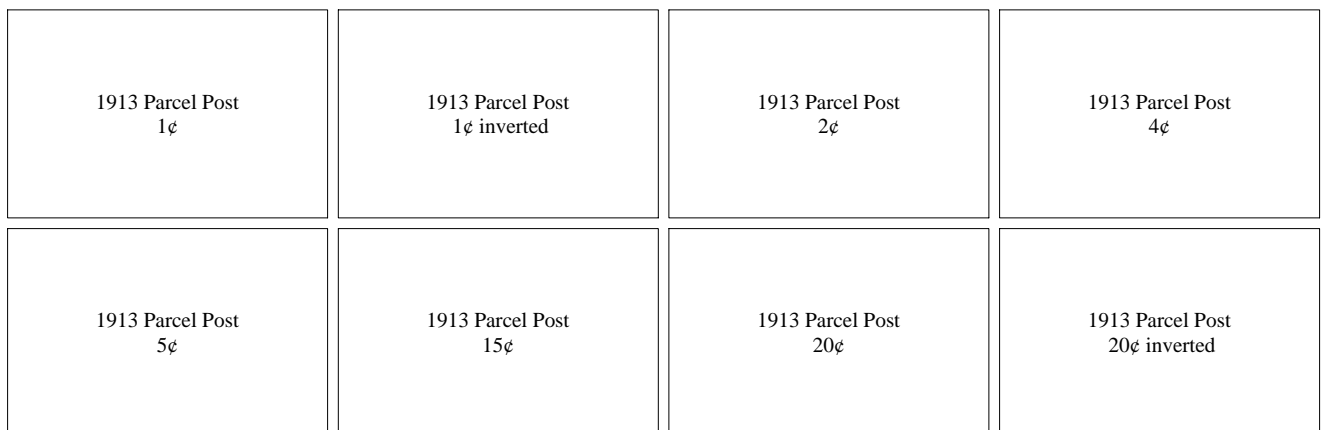 1913 Parcel Post
1¢
1913 Parcel Post
1¢ inverted
1913 Parcel Post
2¢
1913 Parcel Post
4¢
1913 Parcel Post
5¢
1913 Parcel Post
15¢
1913 Parcel Post
20¢
1913 Parcel Post
20¢ inverted